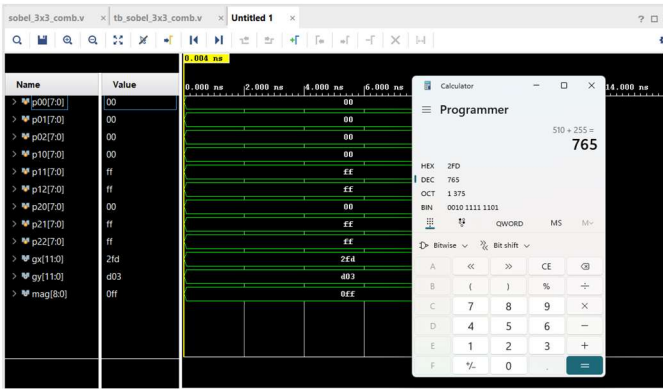 sobel_3x3_comb.v × tb_sobel_3x3_comb.v × Untitled 1 ×
0.004 ns
Name Value 0.000 ns 2.000 ns 4.000 ns 6.000 ns 14.000 ns
p00[7:0] 00 00
p01[7:0] 00 00
p02[7:0] 00 00
p10[7:0] 00 00
p11[7:0] ff ff
p12[7:0] ff ff
p20[7:0] 00 00
p21[7:0] ff ff
p22[7:0] ff ff
gx[11:0] 2fd 2fd
gy[11:0] d03 d03
mag[8:0] 0ff 0ff
Calculator
Programmer
510 + 255 =
765
HEX 2FD
DEC 765
OCT 1 375
BIN 0010 1111 1101
QWORD MS M
Bitwise Bit shift
A << >> CE
B ( ) % ÷
C 7 8 9 ×
D 4 5 6 −
E 1 2 3 +
F +/− 0 . =